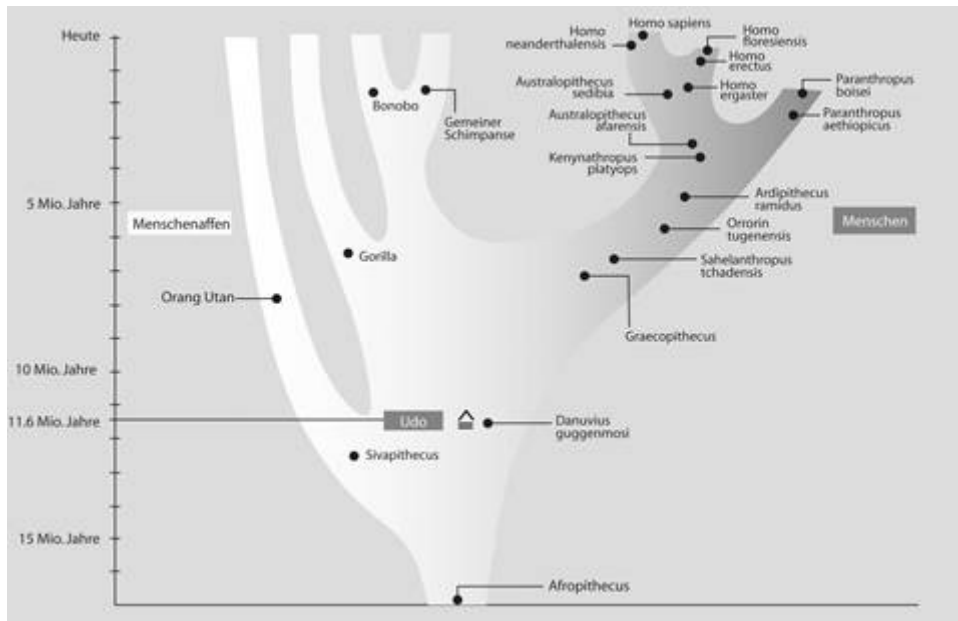 Heute
Homo sapiens
Homo
neanderthalensis
Homo
floresiensis
Homo
erectus
Australopithecus
sedibia
Homo
ergaster
Paranthropus
boisei
Bonobo
Gemeiner
Schimpanse
Australopithecus
afarensis
Paranthropus
aethiopicus
Kenynathropus
platyops
5 Mio. Jahre
Ardipithecus
ramidus
Menschenaffen
Menschen
Orrorin
tugenensis
Gorilla
Sahelanthropus
tchadensis
Orang Utan
Graecopithecus
10 Mio. Jahre
11.6 Mio. Jahre
Udo
Danuvius
guggenmosi
Sivapithecus
15 Mio. Jahre
Afropithecus